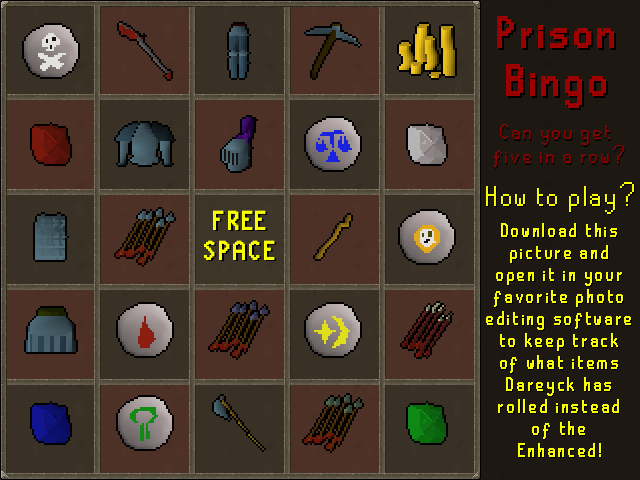 Prison
Bingo
Can you get
five in a row?
FREE
SPACE
How to play?
Download this
picture and
open it in your
favorite photo
editing software
to keep track
of what items
Dareyck has
rolled instead
of the
Enhanced!